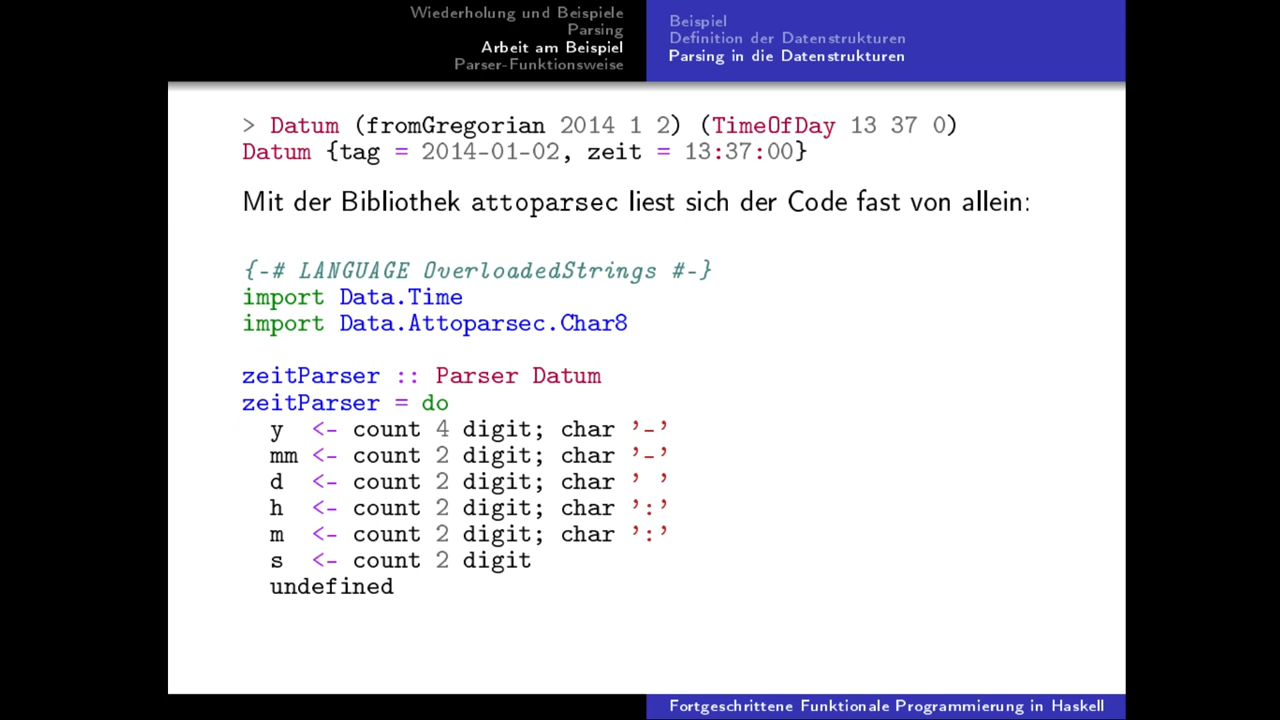 Wiederholung und Beispiele
Parsing
Arbeit am Beispiel
Parser-Funktionsweise
Beispiel
Definition der Datenstrukturen
Parsing in die Datenstrukturen
> Datum (fromGregorian 2014 1 2) (TimeOfDay 13 37 0)
Datum {tag = 2014-01-02, zeit = 13:37:00}
Mit der Bibliothek attoparsec liest sich der Code fast von allein:
{-# LANGUAGE OverloadedStrings #-}
import Data.Time
import Data.Attoparsec.Char8
zeitParser :: Parser Datum
zeitParser = do
  y  <- count 4 digit; char '-'
  mm <- count 2 digit; char '-'
  d  <- count 2 digit; char ' '
  h  <- count 2 digit; char ':'
  m  <- count 2 digit; char ':'
  s  <- count 2 digit
  undefined
Fortgeschrittene Funktionale Programmierung in Haskell